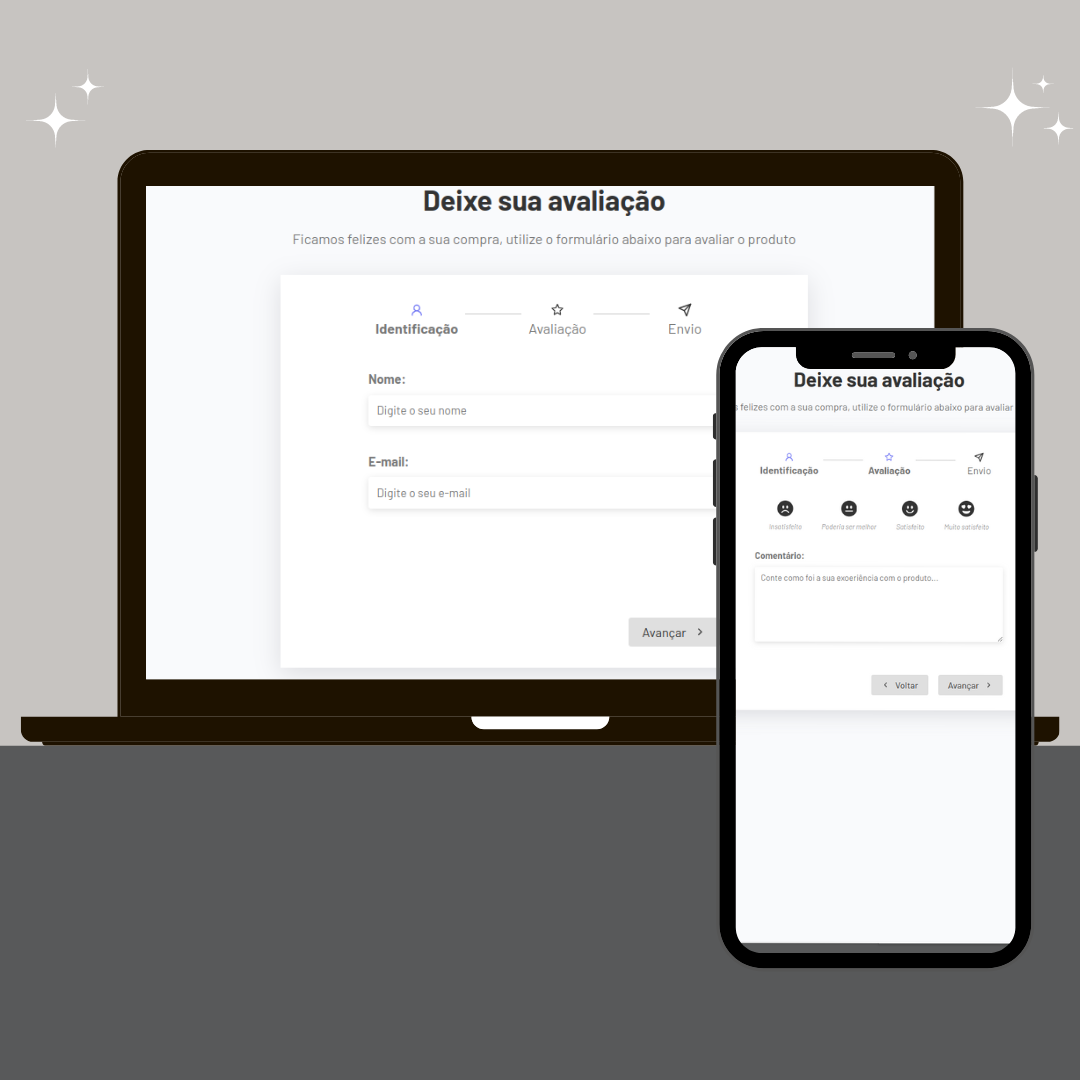 Deixe sua avaliação
Ficamos felizes com a sua compra, utilize o formulário abaixo para avaliar o produto
Identificação
Avaliação
Envio
Nome:
Digite o seu nome
E-mail:
Digite o seu e-mail
Avançar
Deixe sua avaliação
felizes com a sua compra, utilize o formulário abaixo para avaliar
Identificação
Avaliação
Envio
Insatisfeito
Poderia ser melhor
Satisfeito
Muito satisfeito
Comentário:
Conte como foi a sua experiência com o produto...
Voltar
Avançar